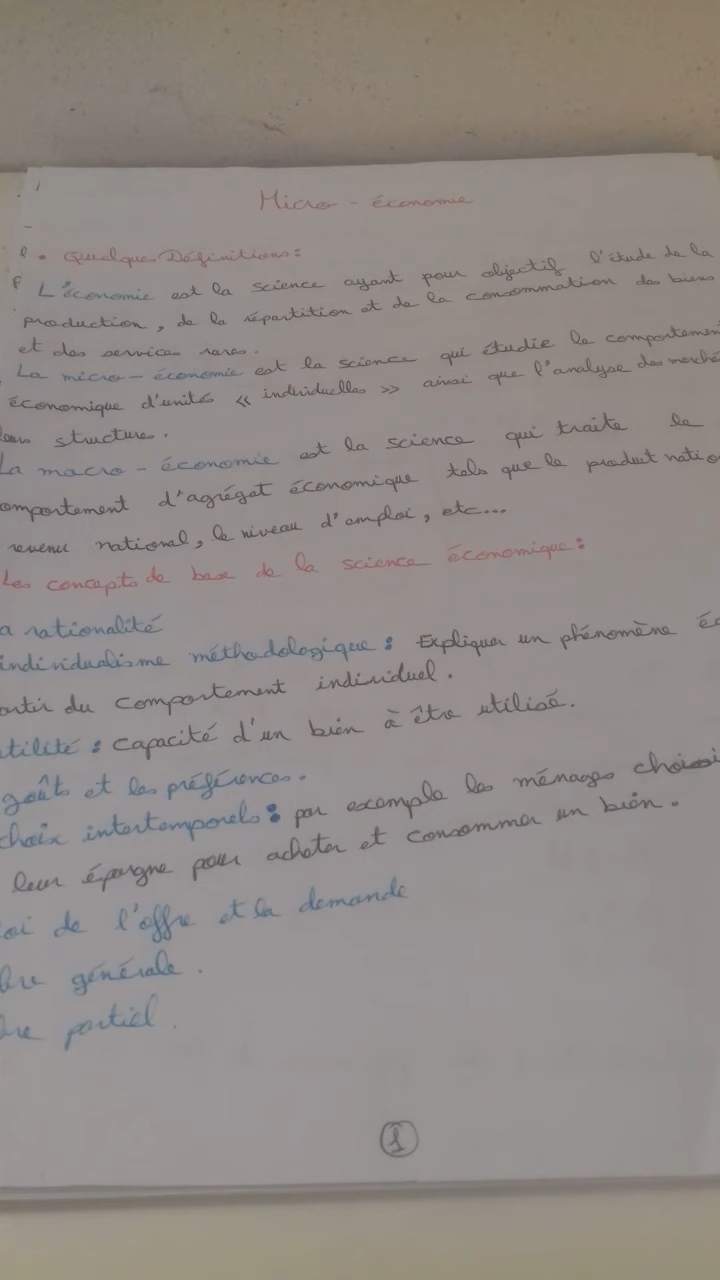 Micro - économie
Quelque Définitions:
L'économie est la science ayant pour objectif l'étude de la
production, de la répartition et de la consommation des biens
et des services rares.
La micro-économie est la science qui étudie le comportemen
économique d'unités << individuelles >> ainsi que l'analyse des marché
structure.
La macro-économie est la science qui traite le
omportement d'agrégat économique tels que le produit natio
revenu national, le niveau d'emploi, etc...
Les concepts de base de la science économique:
a rationalité
individualisme méthodologique: Expliquer un phénomène éc
artir du comportement individuel.
tilité: capacité d'un bien à être utilisé.
goûts et les préférences.
choix intertemporels: par exemple les ménages choisi
leur épargne pour acheter et consommer un bien.
oi de l'offre et la demande
bre générale.
bre partiel.
1